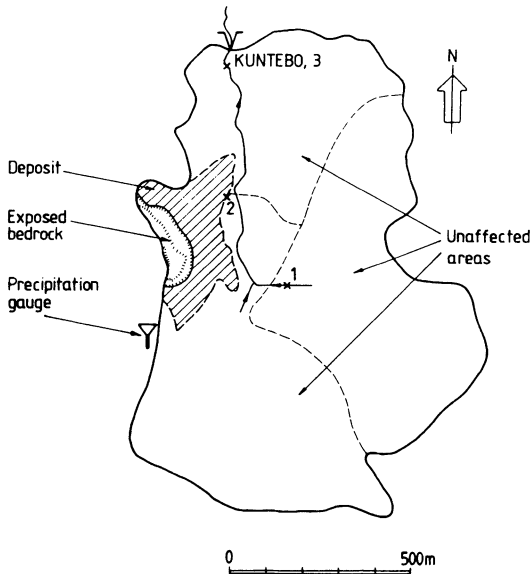 KUNTEBO, 3
N
Deposit
Exposed
bedrock
2
Unaffected
areas
1
Precipitation
gauge
0
500m